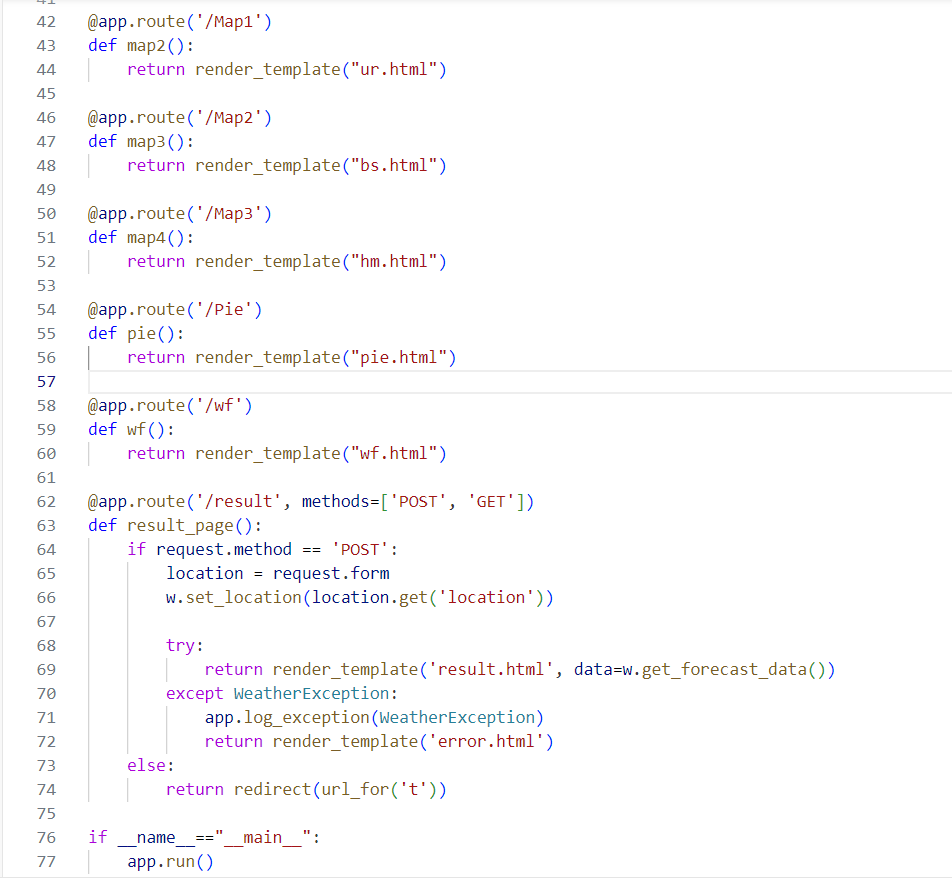 41
42 @app.route('/Map1')
43 def map2():
44     return render_template("ur.html")
45
46 @app.route('/Map2')
47 def map3():
48     return render_template("bs.html")
49
50 @app.route('/Map3')
51 def map4():
52     return render_template("hm.html")
53
54 @app.route('/Pie')
55 def pie():
56     return render_template("pie.html")
57
58 @app.route('/wf')
59 def wf():
60     return render_template("wf.html")
61
62 @app.route('/result', methods=['POST', 'GET'])
63 def result_page():
64     if request.method == 'POST':
65         location = request.form
66         w.set_location(location.get('location'))
67
68         try:
69             return render_template('result.html', data=w.get_forecast_data())
70         except WeatherException:
71             app.log_exception(WeatherException)
72             return render_template('error.html')
73     else:
74         return redirect(url_for('t'))
75
76 if __name__=="__main__":
77     app.run()